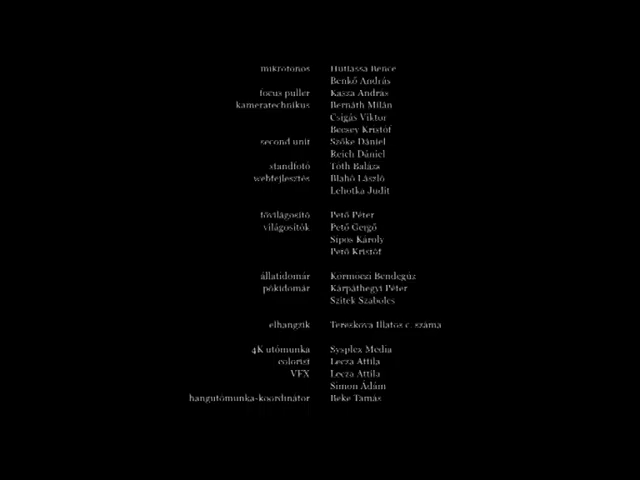 mikrofonos Huttassa Bence
Benkő András
focus puller Kasza András
kameratechnikus Bernáth Milán
Csigás Viktor
Becsey Kristóf
second unit Szőke Dániel
Reich Dániel
standfotó Tóth Balázs
webfejlesztés Blahó László
Lehotka Judit
fővilágosító Pető Péter
világosítók Pető Gergő
Sipos Károly
Pető Kristóf
állatidomár Kormoczi Bendegúz
pókidomár Kárpáthegyi Péter
Szitek Szabolcs
elhangzik Tereskova Illatos c. száma
4K utómunka Sysplex Media
colorist Lecza Attila
VFX Lecza Attila
Simon Ádám
hangutómunka-koordinátor Beke Tamás